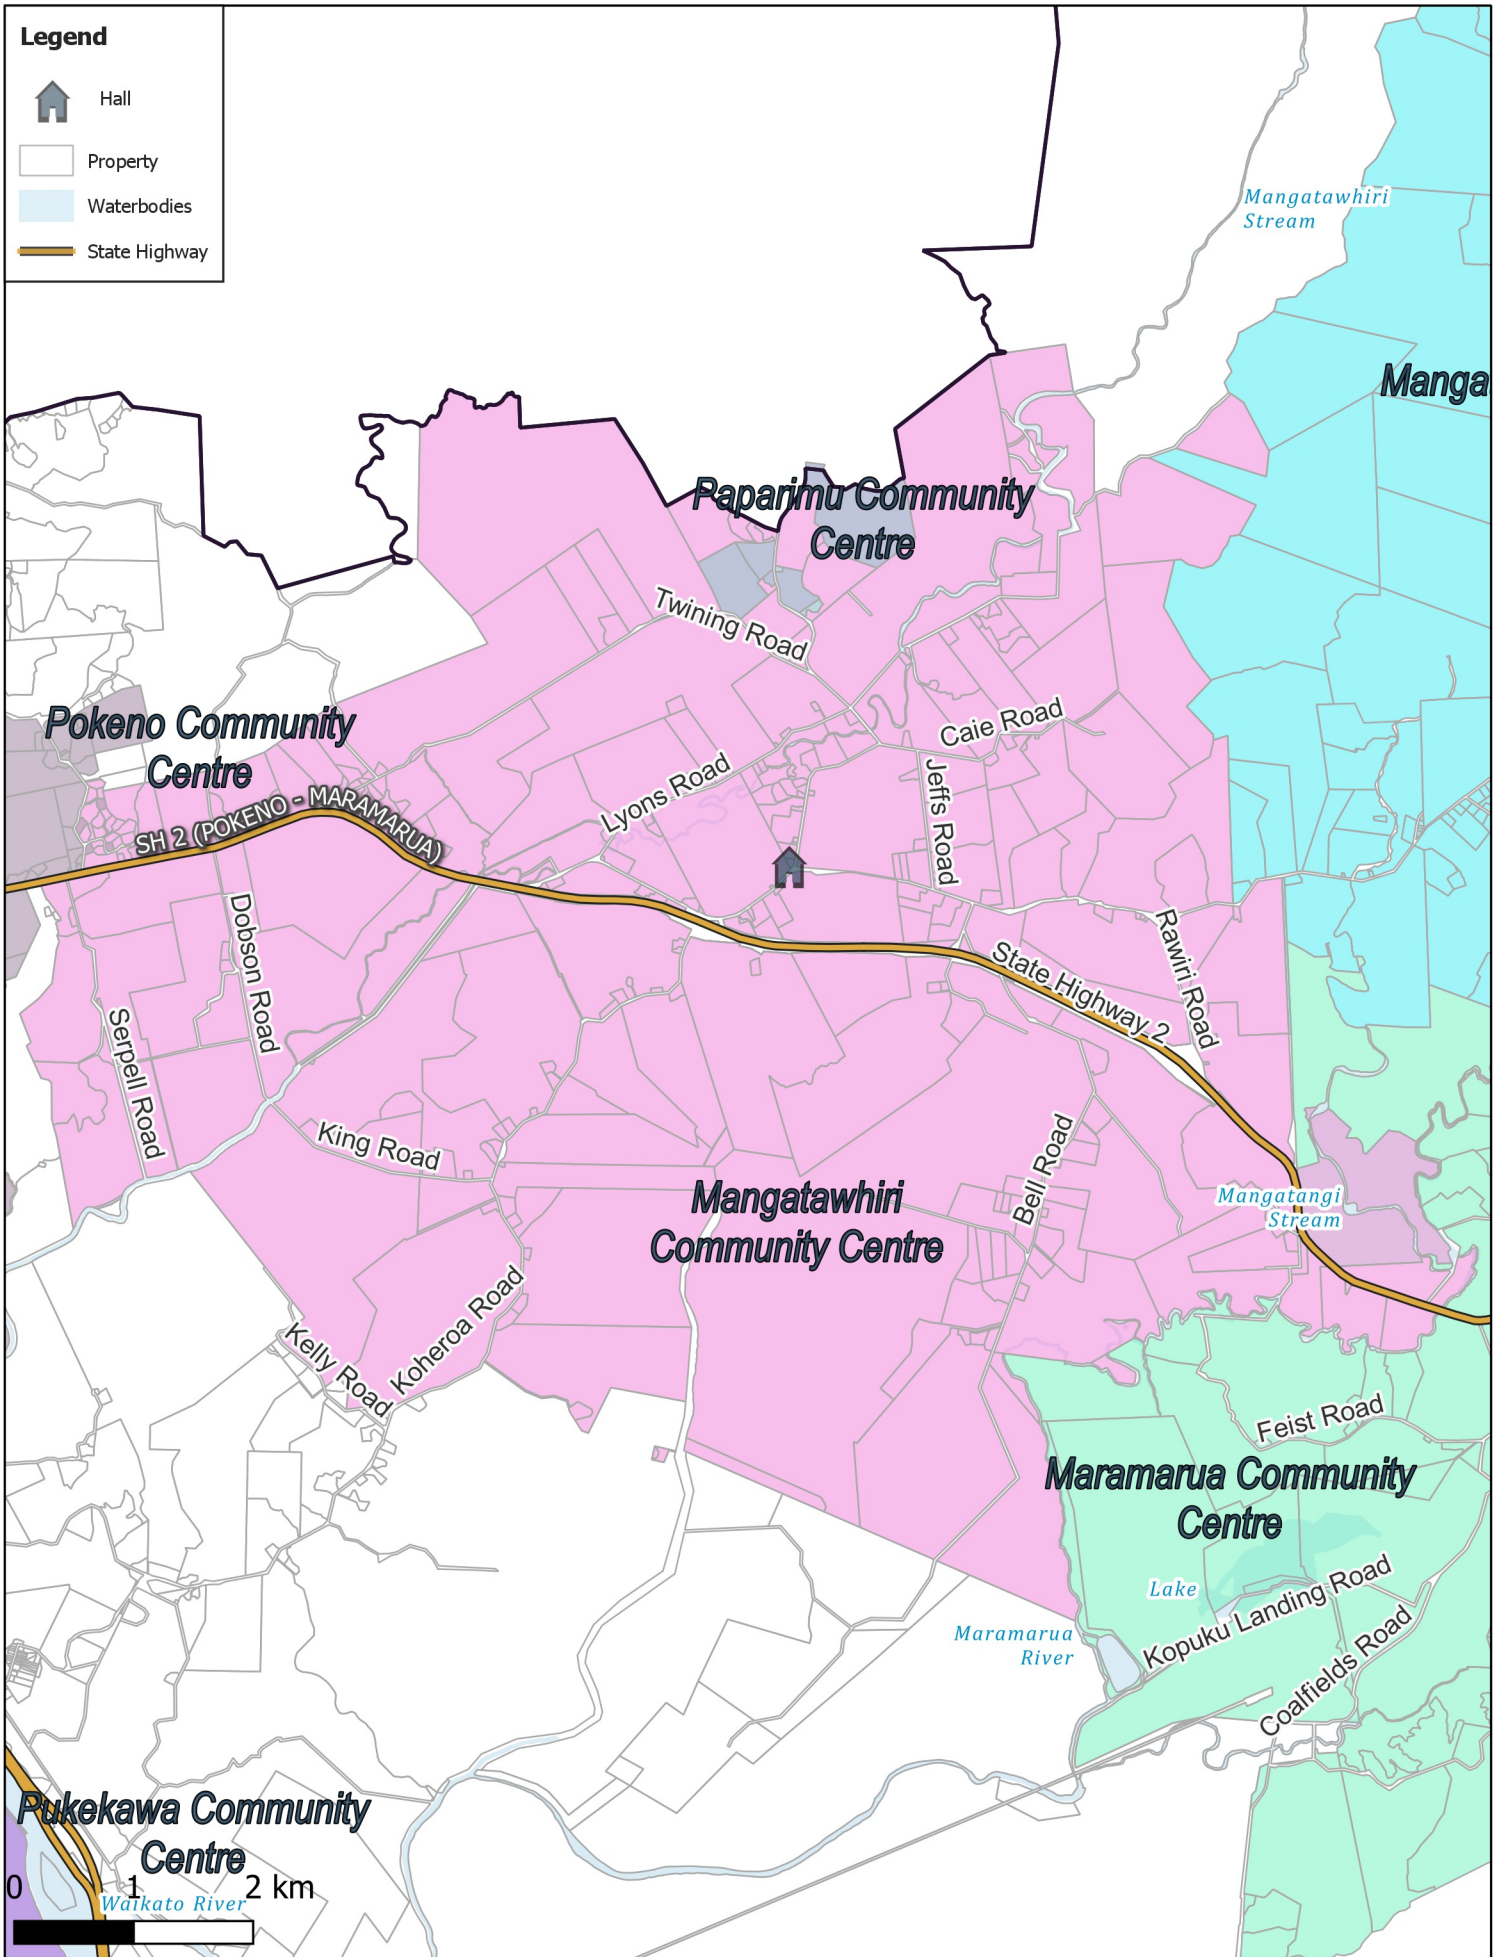 Legend
Hall
Property
Waterbodies
State Highway
Mangatawhiri
Stream
Manga
Paparimu Community
Centre
Twining Road
Pokeno Community
Centre
Caie Road
Lyons Road
Jeffs Road
SH 2 (POKENO - MARAMARUA)
Dobson Road
Rawiri Road
State Highway 2
Serpell Road
King Road
Bell Road
Mangatawhiri
Community Centre
Mangatangi
Stream
Koheroa Road
Kelly Road
Feist Road
Maramarua Community
Centre
Lake
Kopuku Landing Road
Maramarua
River
Coalfields Road
Pukekawa Community
Centre
0 1 2 km
Waikato River